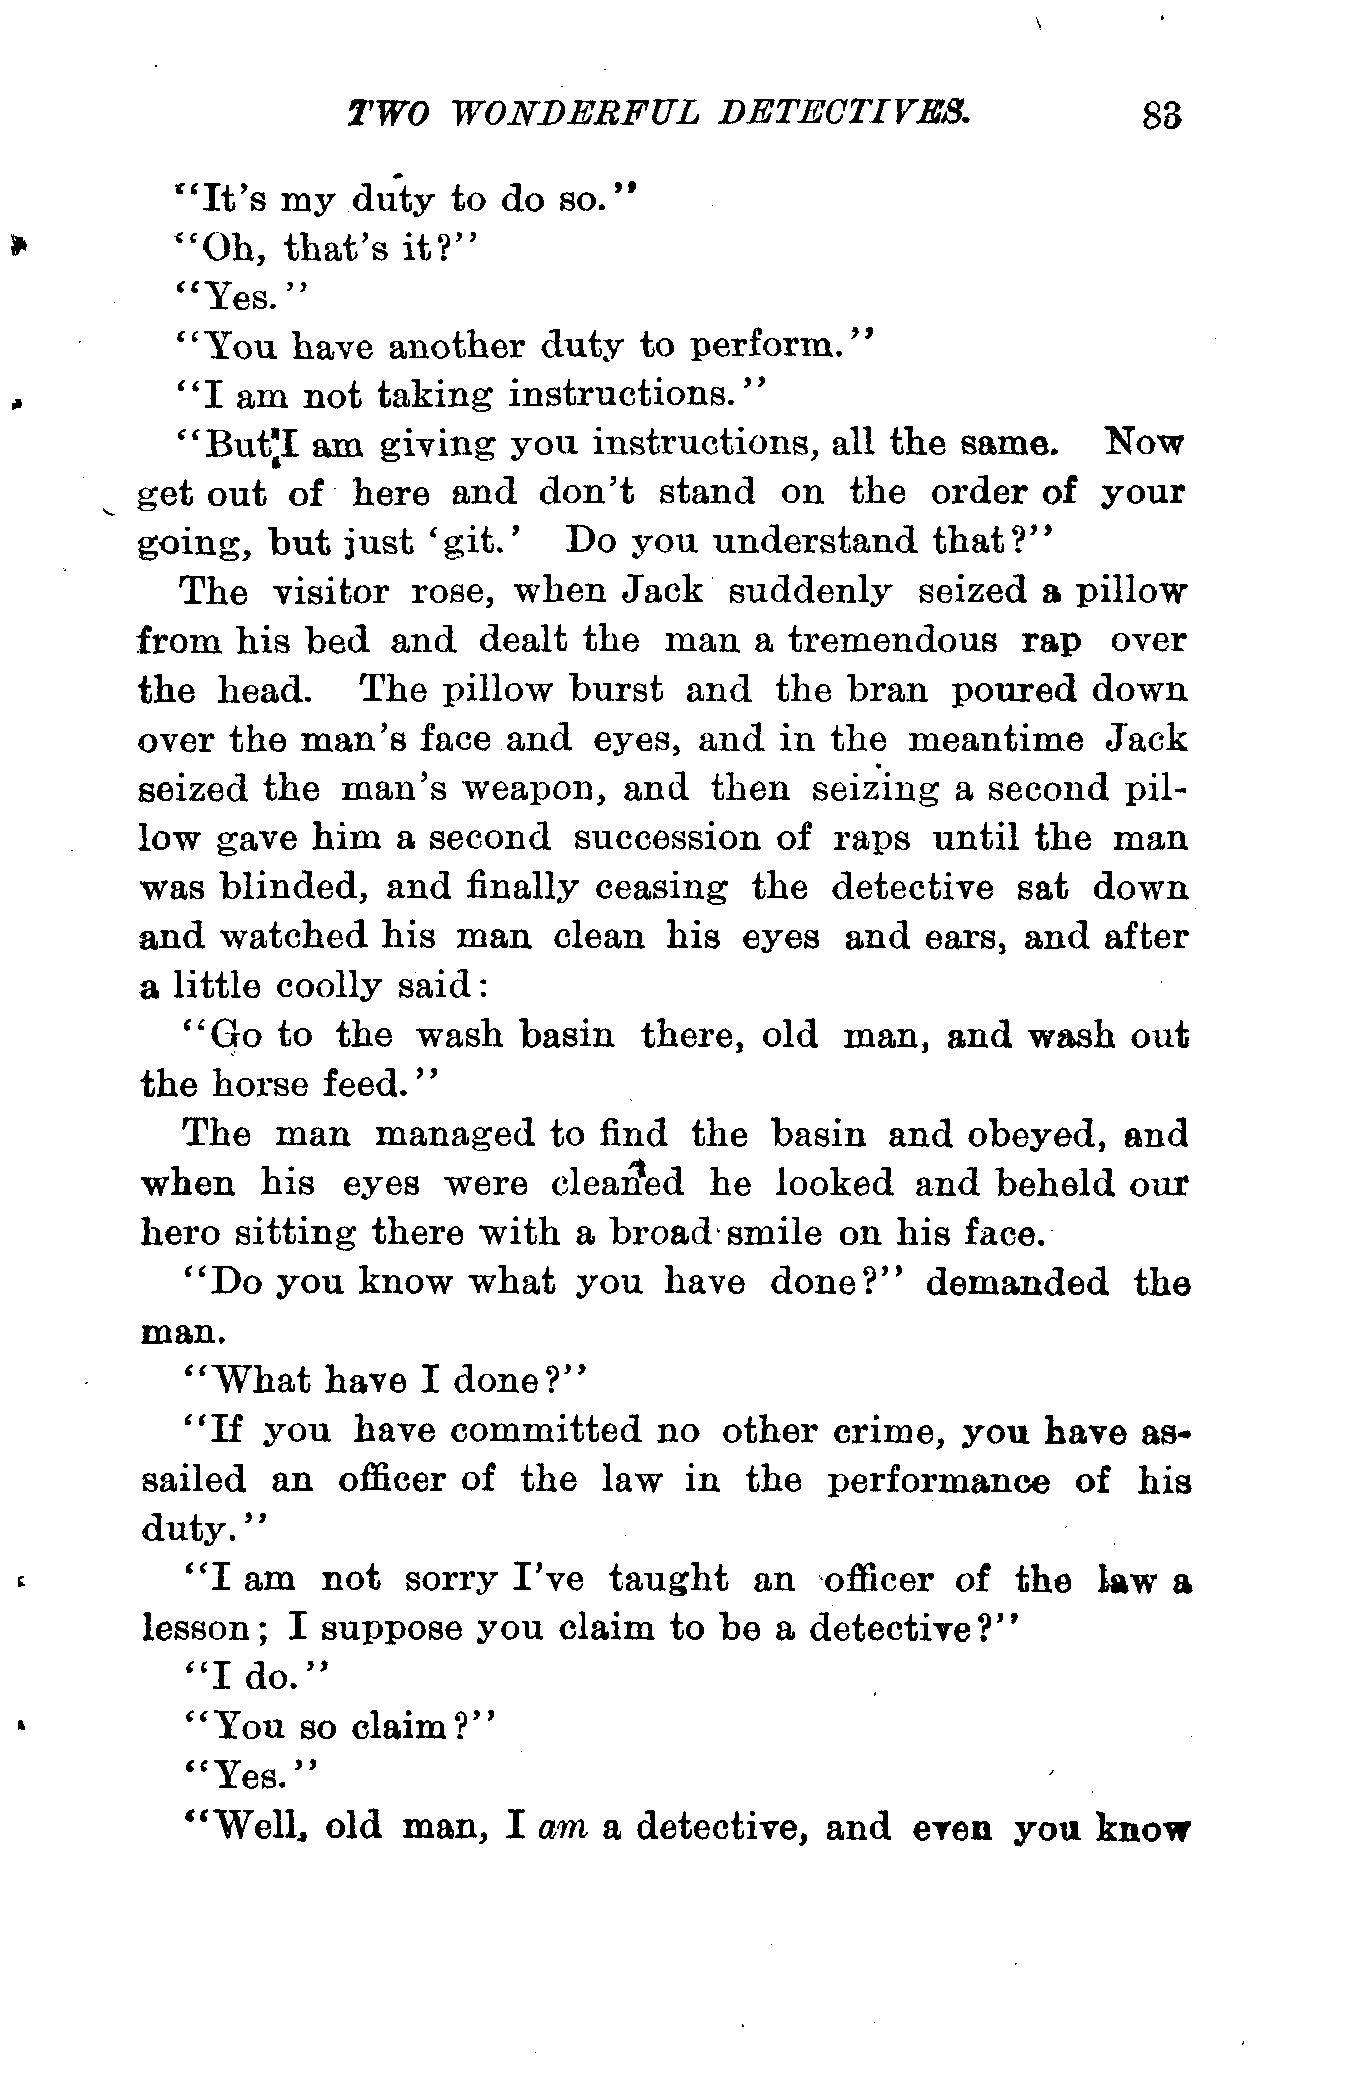 TWO WONDERFUL DETECTIVES. 83
"It's my duty to do so."
"Oh, that's it?"
"Yes."
"You have another duty to perform."
"I am not taking instructions."
"But I am giving you instructions, all the same. Now
get out of here and don't stand on the order of your
going, but just 'git.' Do you understand that?"
The visitor rose, when Jack suddenly seized a pillow
from his bed and dealt the man a tremendous rap over
the head. The pillow burst and the bran poured down
over the man's face and eyes, and in the meantime Jack
seized the man's weapon, and then seizing a second pil-
low gave him a second succession of raps until the man
was blinded, and finally ceasing the detective sat down
and watched his man clean his eyes and ears, and after
a little coolly said:
"Go to the wash basin there, old man, and wash out
the horse feed."
The man managed to find the basin and obeyed, and
when his eyes were cleaned he looked and beheld our
hero sitting there with a broad smile on his face.
"Do you know what you have done?" demanded the
man.
"What have I done?"
"If you have committed no other crime, you have as-
sailed an officer of the law in the performance of his
duty."
"I am not sorry I've taught an officer of the law a
lesson; I suppose you claim to be a detective?"
"I do."
"You so claim?"
"Yes."
"Well, old man, I am a detective, and even you know